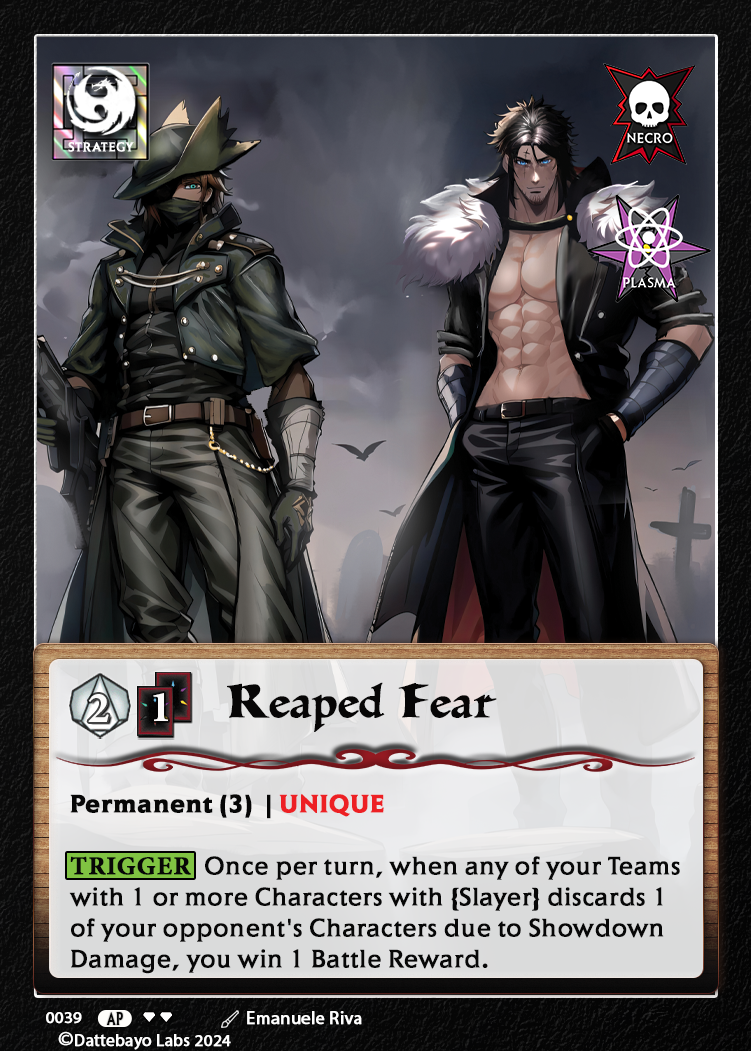 STRATEGY
NECRO
PLASMA
2 1 Reaped Fear
Permanent (3) | UNIQUE
TRIGGER Once per turn, when any of your Teams
with 1 or more Characters with {Slayer} discards 1
of your opponent's Characters due to Showdown
Damage, you win 1 Battle Reward.
0039 AP Emanuele Riva
©Dattebayo Labs 2024